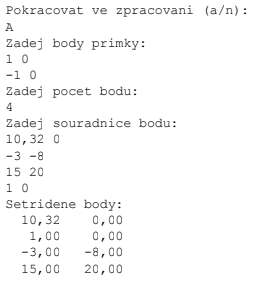 Pokracovat ve zpracovani (a/n):
A
Zadej body primky:
1 0
-1 0
Zadej pocet bodu:
4
Zadej souradnice bodu:
10,32 0
-3 -8
15 20
1 0
Setridene body:
10,32 0,00
1,00 0,00
-3,00 -8,00
15,00 20,00